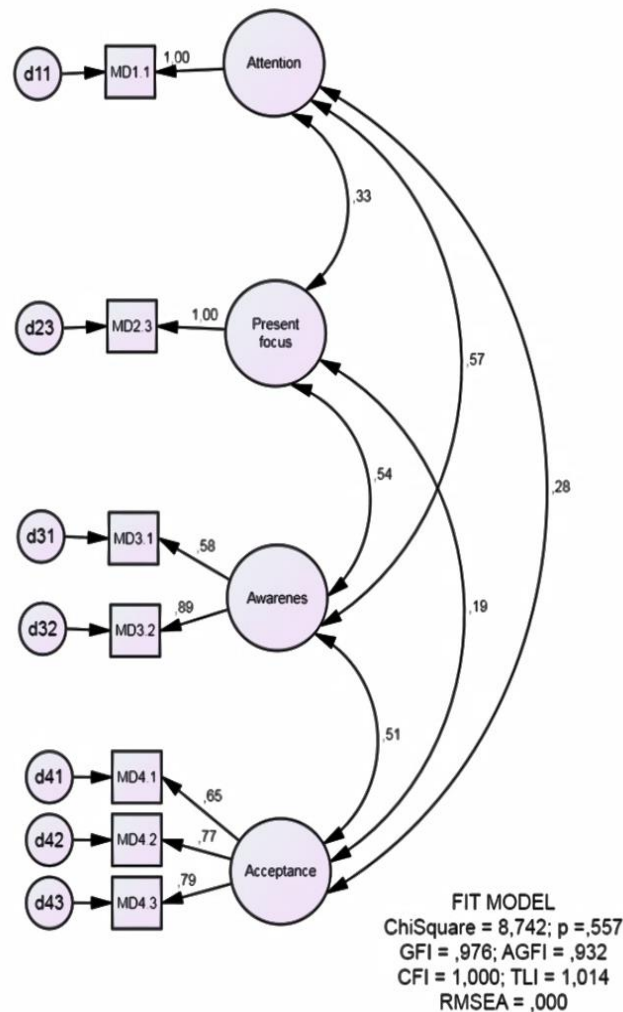 d11
MD1.1
1,00
Attention
,33
d23
MD2.3
1,00
Present
focus
,57
,54
,28
d31
MD3.1
,58
Awarenes
d32
MD3.2
,89
,19
,51
d41
MD4.1
,65
d42
MD4.2
,77
Acceptance
d43
MD4.3
,79
FIT MODEL
ChiSquare = 8,742; p =,557
GFI = ,976; AGFI = ,932
CFI = 1,000; TLI = 1,014
RMSEA = ,000